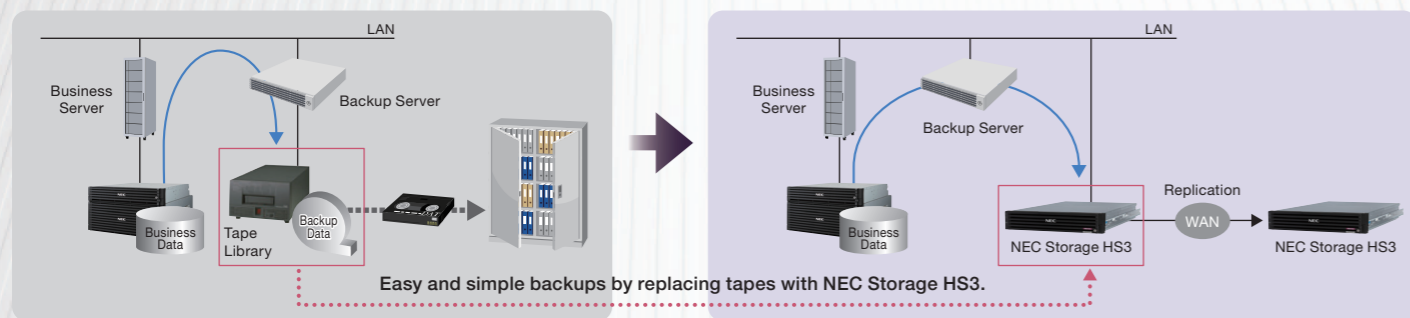 LAN
Business
Server
Backup Server
Tape
Library
Backup
Data
Business
Data
LAN
Business
Server
Backup Server
Business
Data
NEC
NEC Storage HS3
Replication
WAN
NEC
NEC Storage HS3
Easy and simple backups by replacing tapes with NEC Storage HS3.